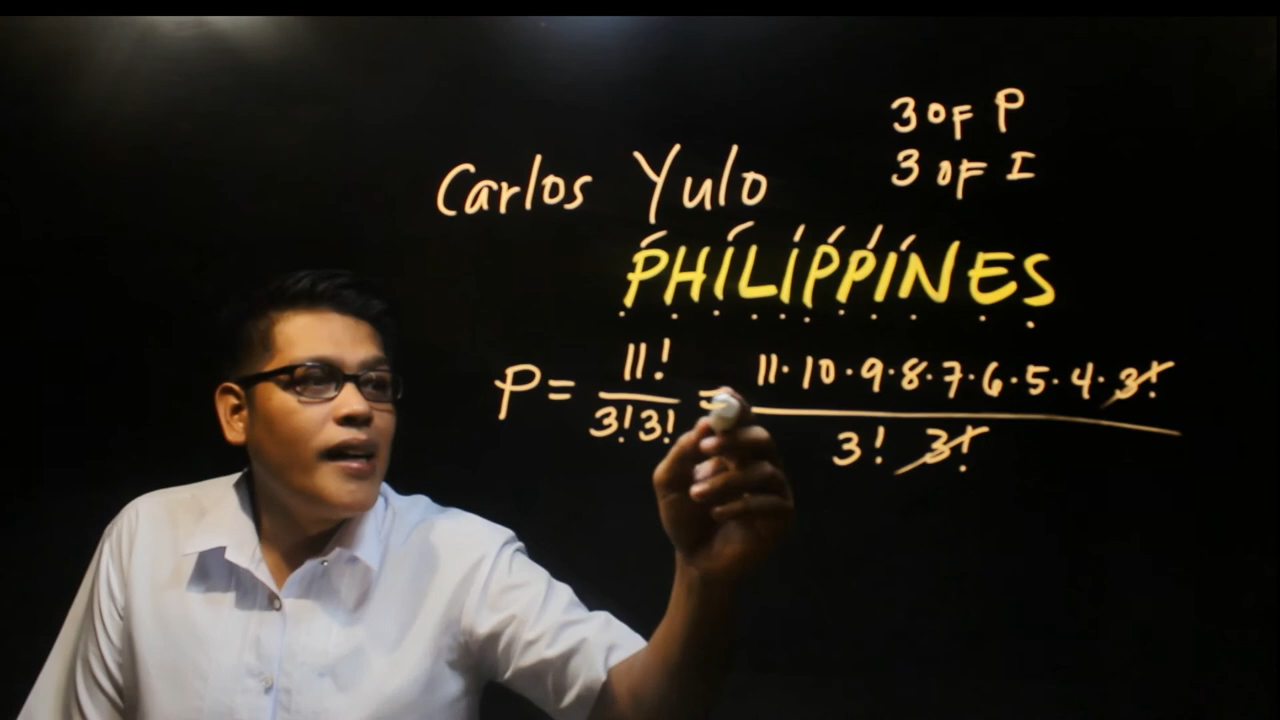 3 OF P
3 OF I
Carlos Yulo
PHILIPPINES
P = 11! / 3!3! = 11·10·9·8·7·6·5·4·3! / 3! 3!